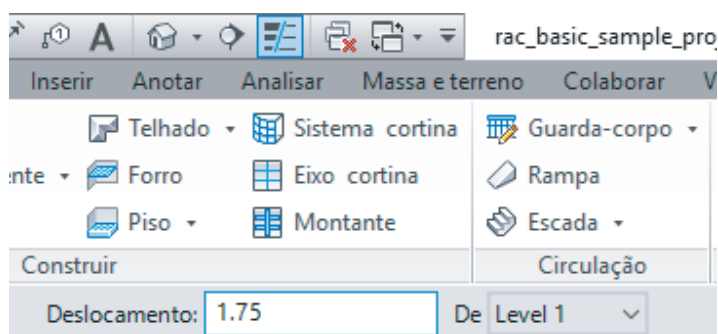 A rac_basic_sample_pro
Inserir Anotar Analisar Massa e terreno Colaborar V
Telhado Sistema cortina Guarda-corpo
ente Forro Eixo cortina Rampa
Piso Montante Escada
Construir Circulação
Deslocamento: 1.75 De Level 1